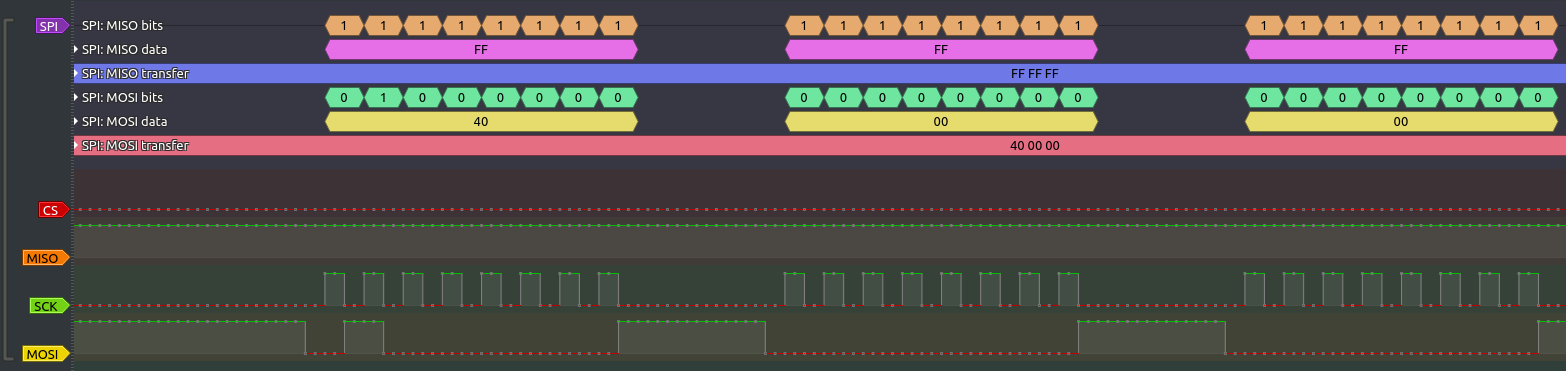 SPI SPI: MISO bits 1 1 1 1 1 1 1 1 1 1 1 1 1 1 1 1 1 1 1 1 1 1 1 1
SPI: MISO data FF FF FF
SPI: MISO transfer FF FF FF
SPI: MOSI bits 0 1 0 0 0 0 0 0 0 0 0 0 0 0 0 0 0 0 0 0 0 0 0 0
SPI: MOSI data 40 00 00
SPI: MOSI transfer 40 00 00
CS
MISO
SCK
MOSI